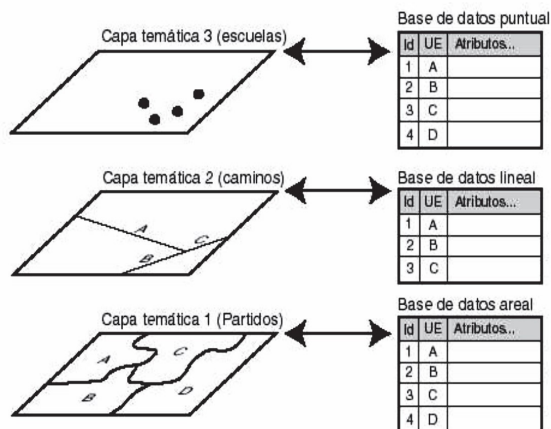 Capa temática 3 (escuelas)
Base de datos puntual
Id UE Atributos...
1 A
2 B
3 C
4 D
Capa temática 2 (caminos)
A
C
B
Base de datos lineal
Id UE Atributos...
1 A
2 B
3 C
Capa temática 1 (Partidos)
A
C
B
D
Base de datos areal
Id UE Atributos...
1 A
2 B
3 C
4 D